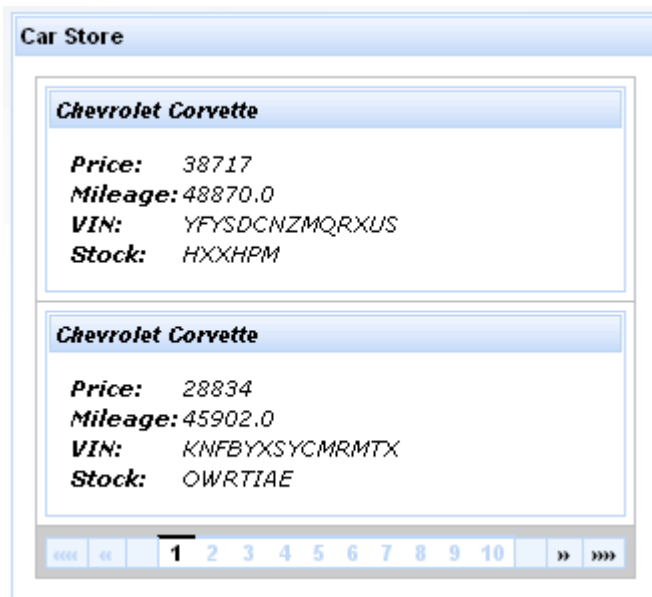 Car Store
Chevrolet Corvette
Price: 38717
Mileage: 48870.0
VIN: YFYSDCNZMQRXUS
Stock: HXXHPM
Chevrolet Corvette
Price: 28834
Mileage: 45902.0
VIN: KNFBYXSYCMRMTX
Stock: OWRTIAE
«« « 1 2 3 4 5 6 7 8 9 10 » »»